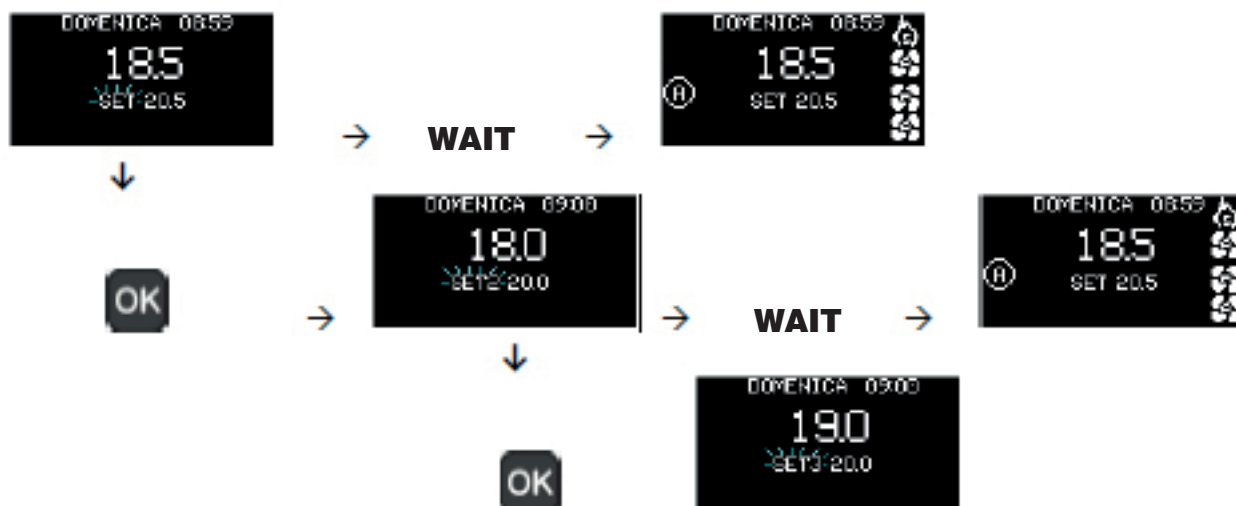 DOMENICA 08:59
18.5
SET 20.5
→ WAIT →
DOMENICA 08:59
A
18.5
SET 20.5
↓
OK
→
DOMENICA 09:00
18.0
SET2 20.0
→ WAIT →
DOMENICA 08:59
A
18.5
SET 20.5
↓
OK
DOMENICA 09:00
19.0
SET3 20.0